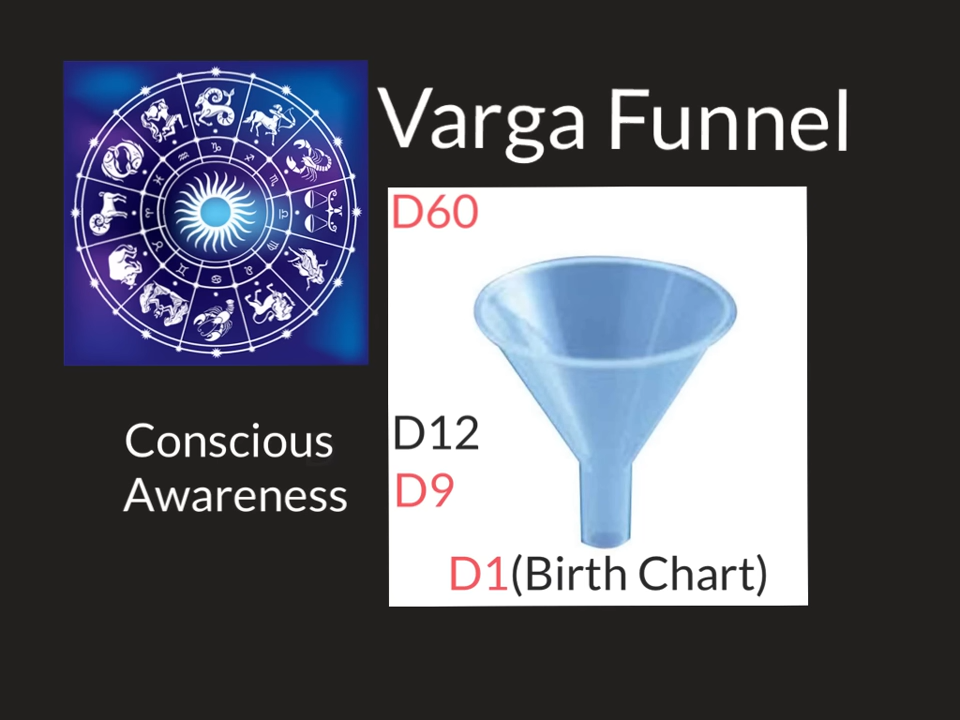 Varga Funnel
D60
Conscious
Awareness
D12
D9
D1(Birth Chart)